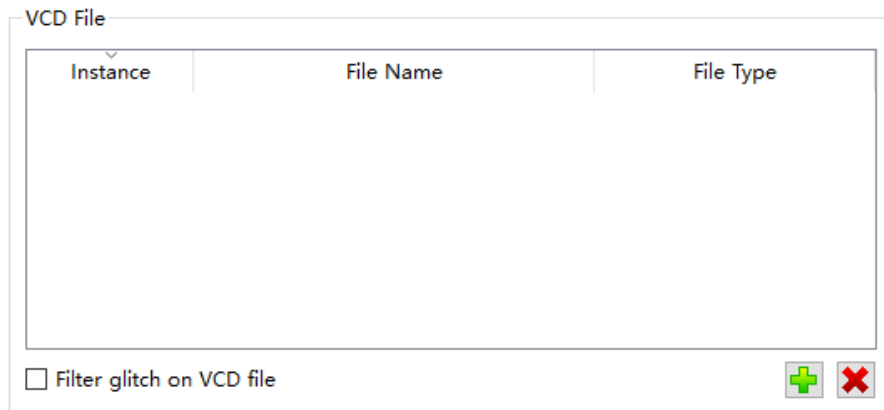 VCD File
Instance File Name File Type
Filter glitch on VCD file